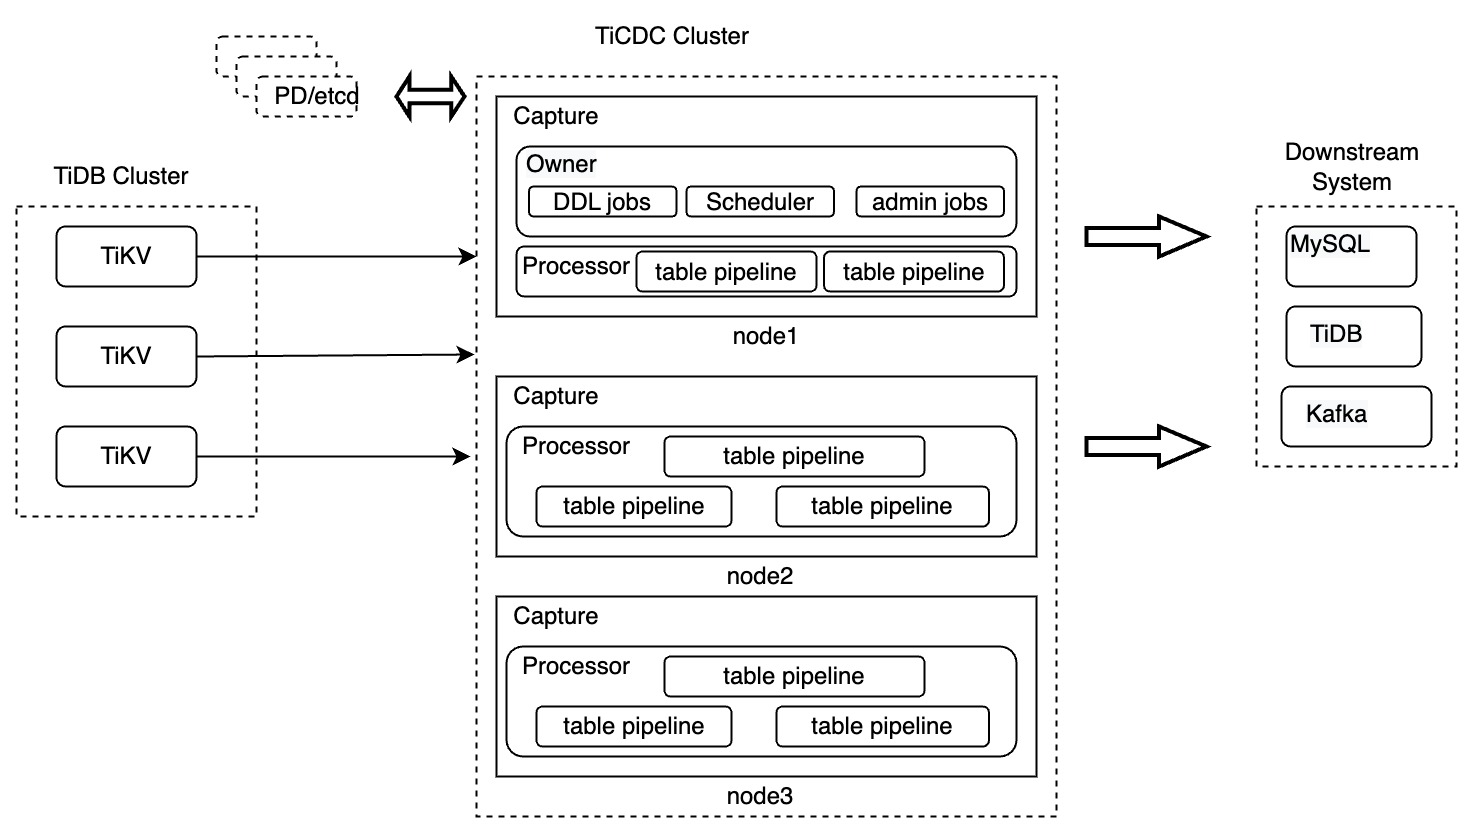 TiCDC Cluster
PD/etcd
TiDB Cluster
TiKV
TiKV
TiKV
Capture
Owner
DDL jobs
Scheduler
admin jobs
Processor
table pipeline
table pipeline
node1
Capture
Processor
table pipeline
table pipeline
table pipeline
node2
Capture
Processor
table pipeline
table pipeline
table pipeline
node3
Downstream
System
MySQL
TiDB
Kafka